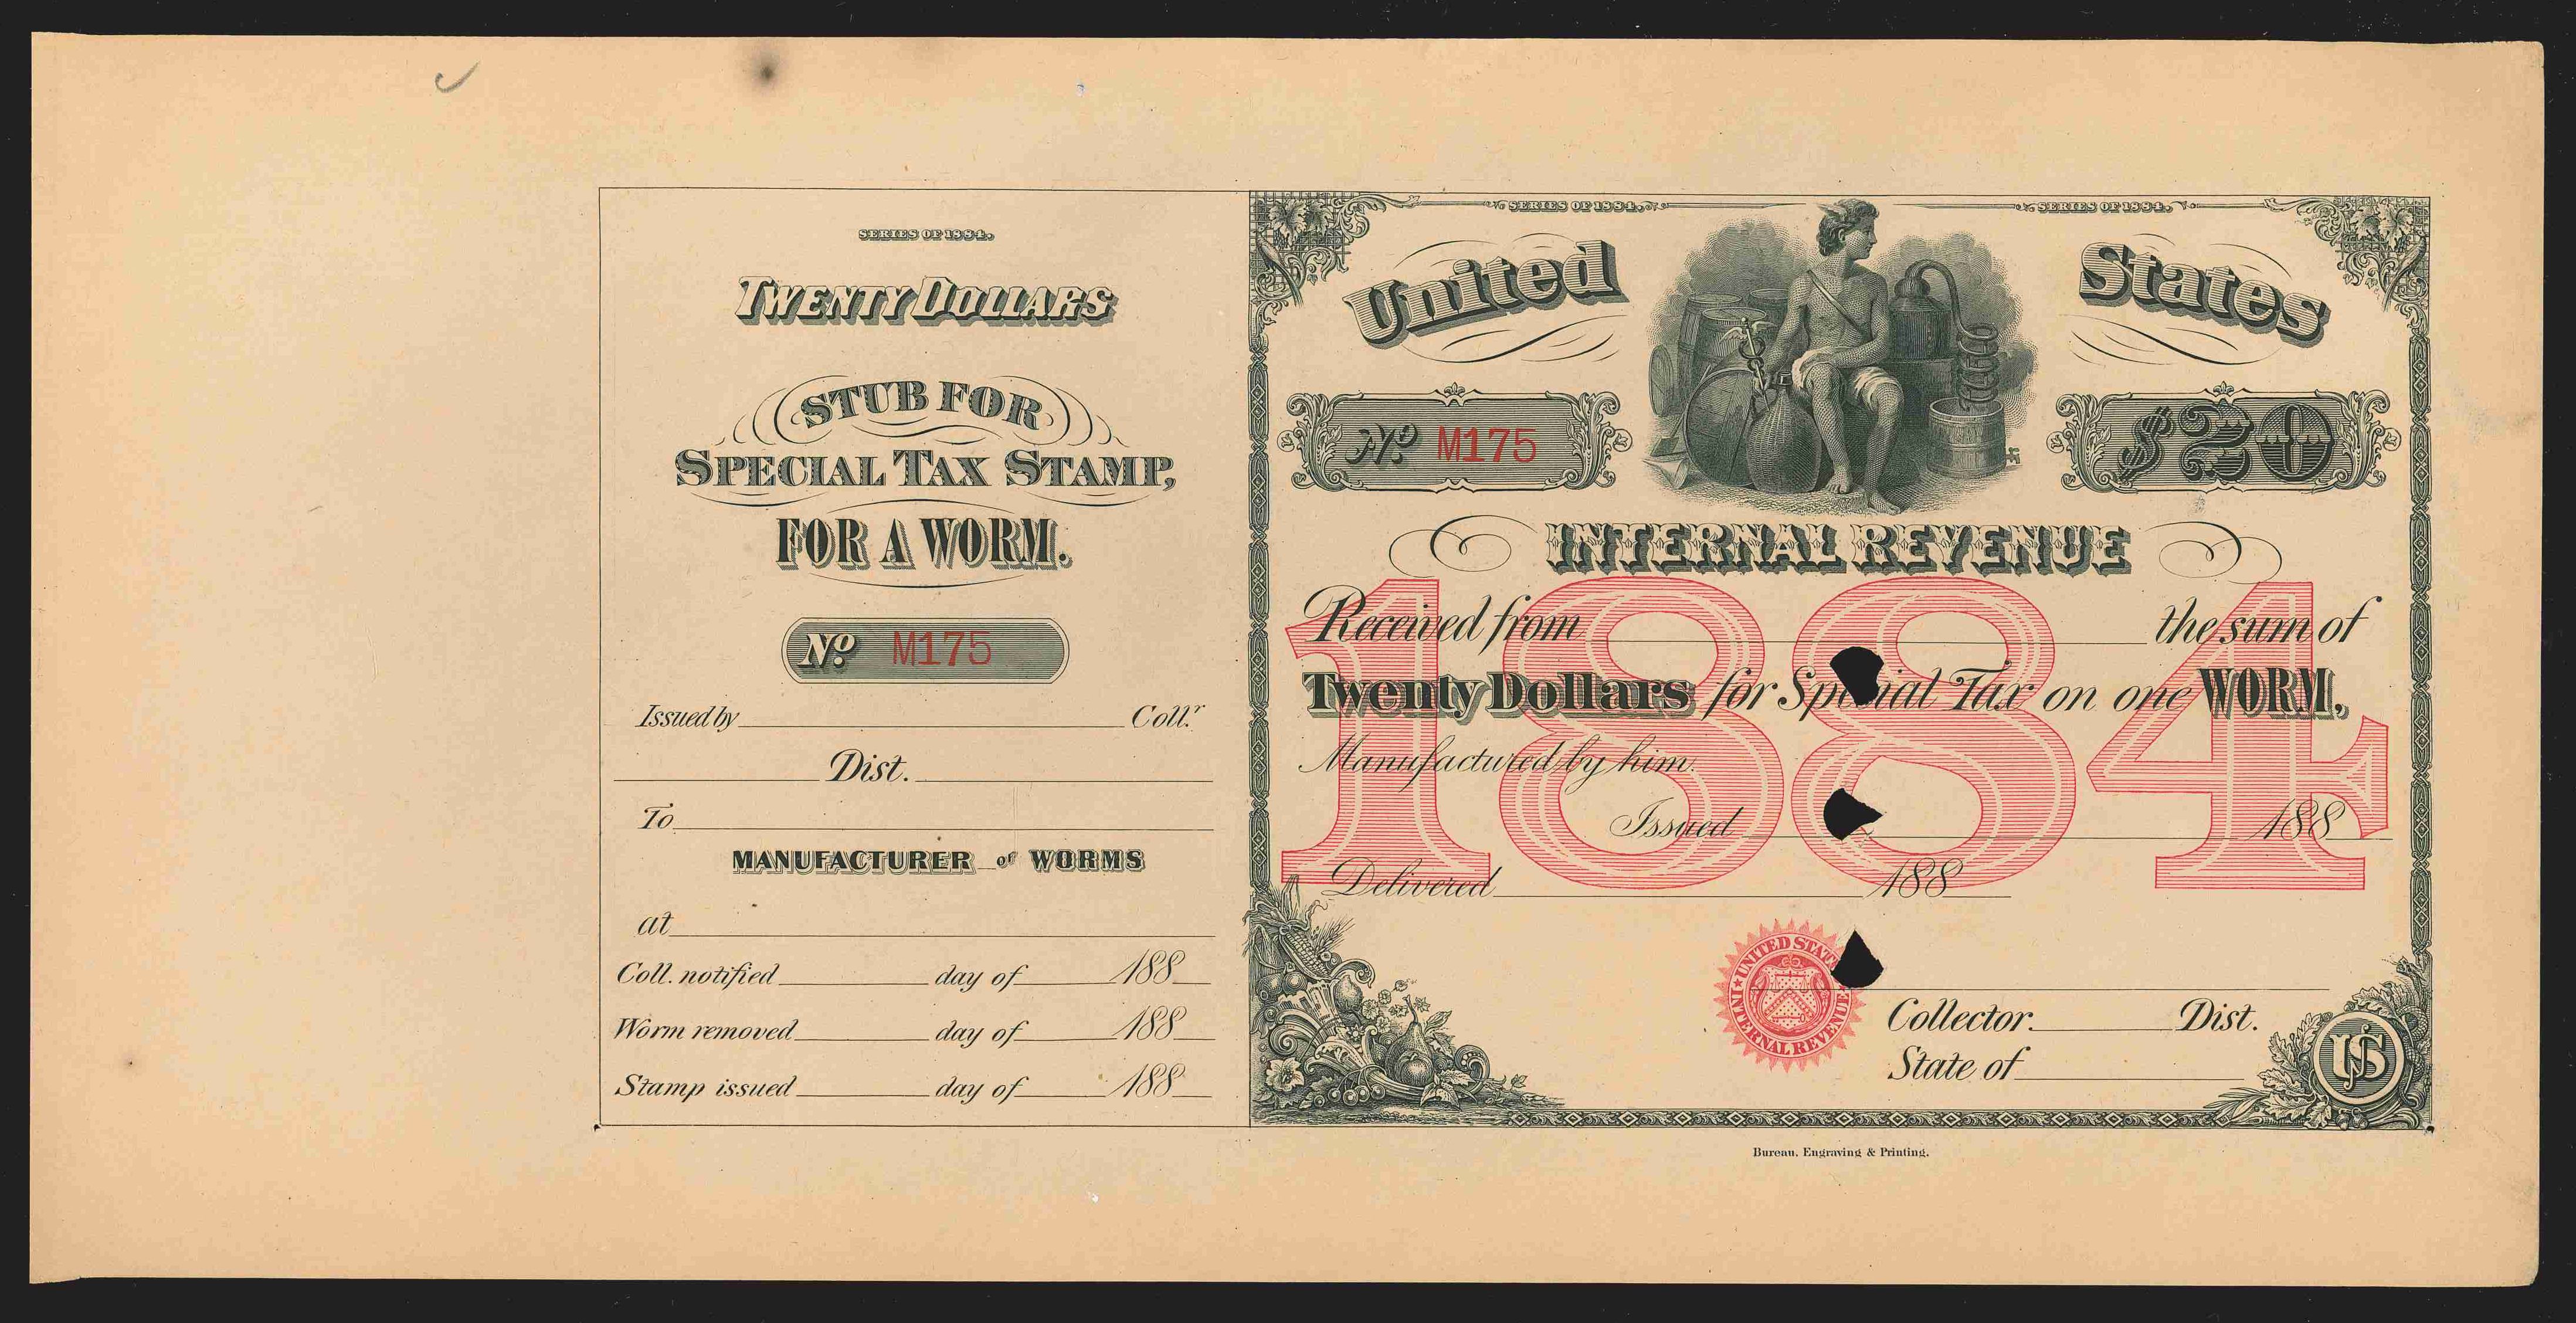 SERIES OF 1884.
TWENTY DOLLARS
STUB FOR
SPECIAL TAX STAMP,
FOR A WORM.
Nº M175
Issued by Coll.r
Dist.
To
MANUFACTURER of WORMS
at
Coll. notified day of 188
Worm removed day of 188
Stamp issued day of 188
SERIES OF 1884. SERIES OF 1884.
United States
Nº M175 $20
INTERNAL REVENUE
1884
Received from the sum of
Twenty Dollars for Special Tax on one WORM,
Manufactured by him.
Issued 188
Delivered 188
UNITED STATES INTERNAL REVENUE
Collector. Dist.
State of
US
Bureau, Engraving & Printing.